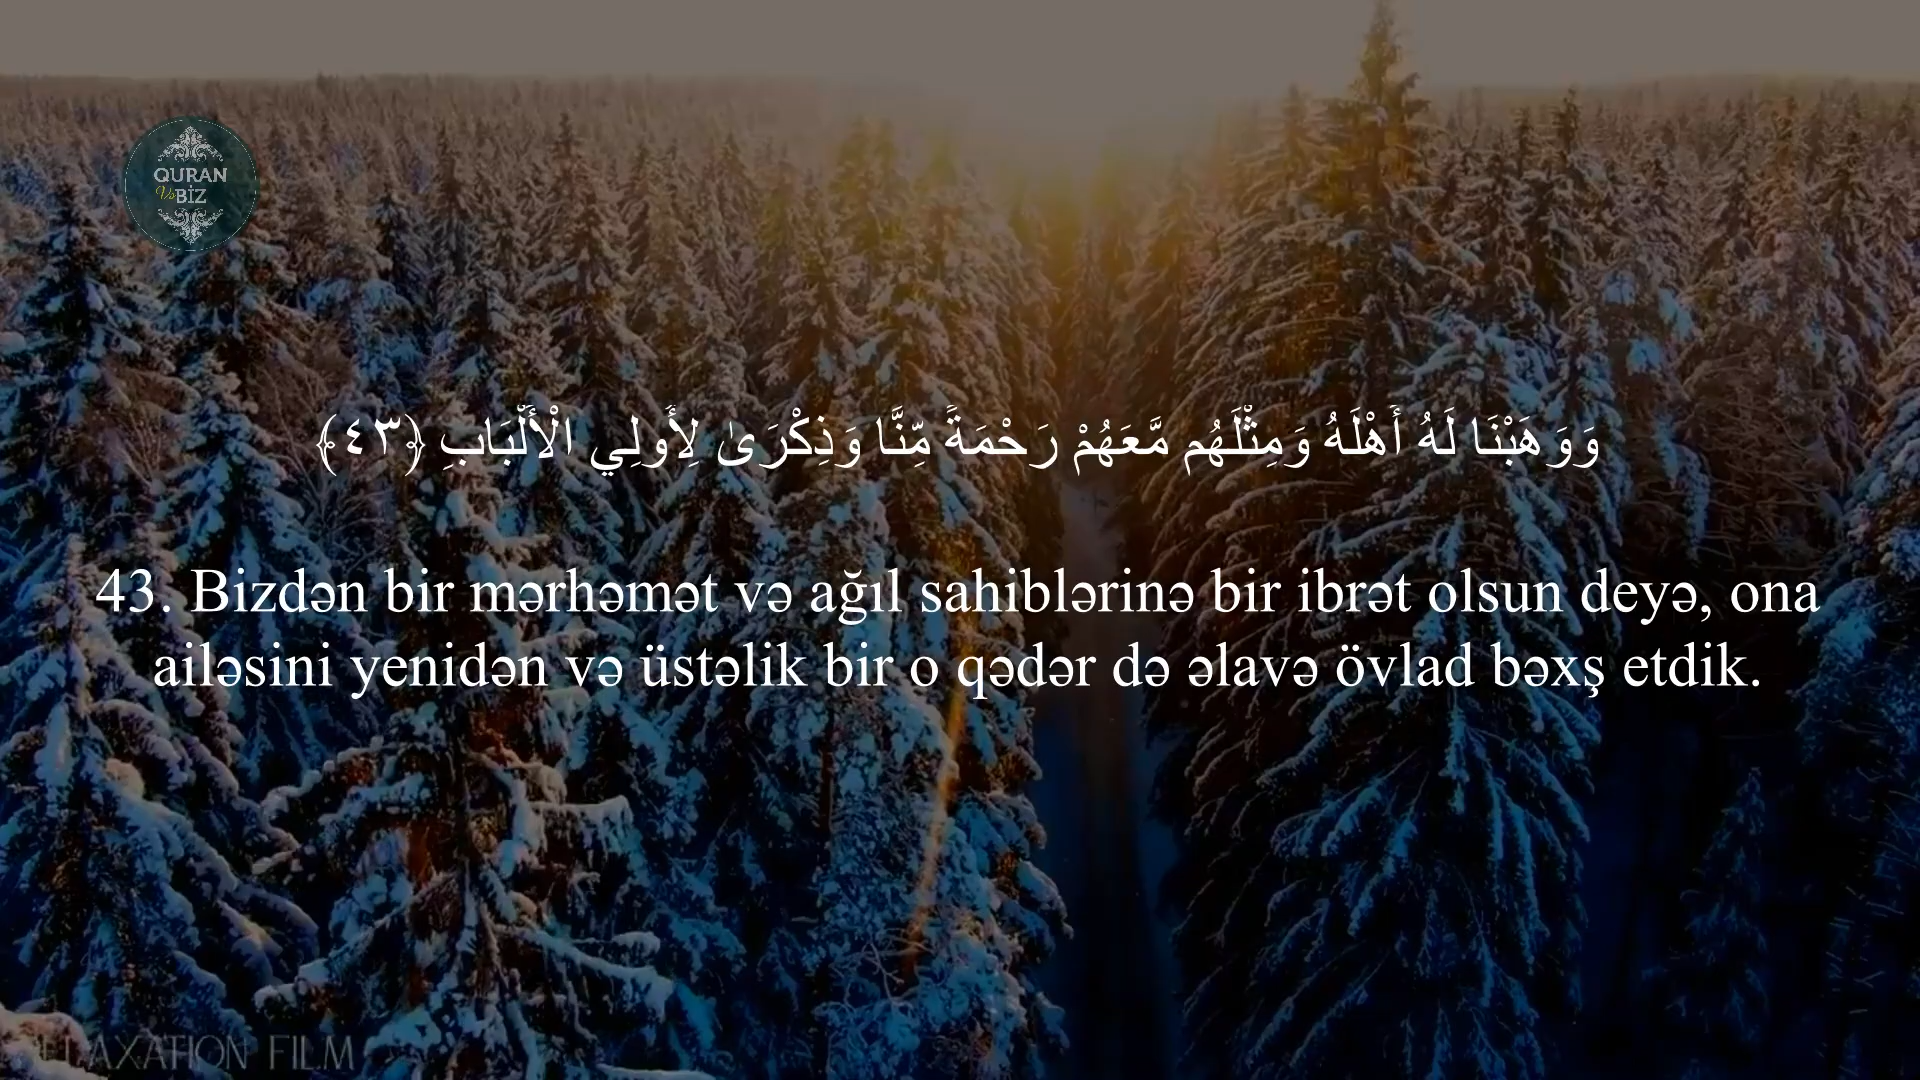 QURAN
Və BİZ
وَوَهَبْنَا لَهُ أَهْلَهُ وَمِثْلَهُم مَّعَهُمْ رَحْمَةً مِّنَّا وَذِكْرَىٰ لِأُولِي الْأَلْبَابِ ﴿٤٣﴾
43. Bizdən bir mərhəmət və ağıl sahiblərinə bir ibrət olsun deyə, ona
ailəsini yenidən və üstəlik bir o qədər də əlavə övlad bəxş etdik.
RELAXATION FILM